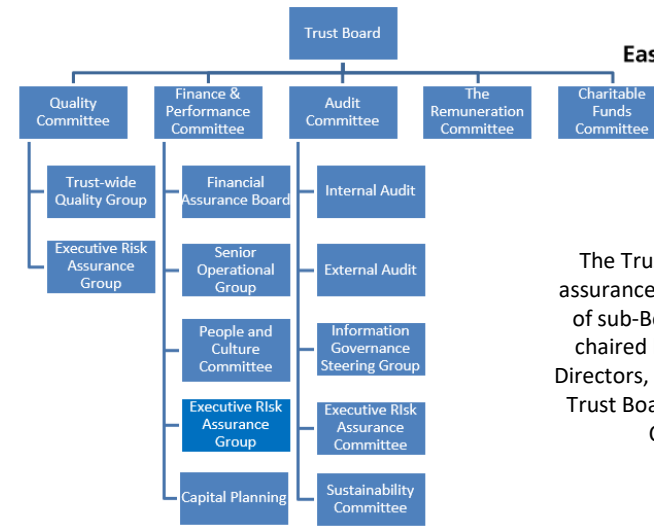 Trust Board
Eas
Quality
Committee
Finance &
Performance
Committee
Audit
Committee
The
Remuneration
Committee
Charitable
Funds
Committee
Trust-wide
Quality Group
Executive Risk
Assurance
Group
Financial
Assurance Board
Senior
Operational
Group
People and
Culture
Committee
Executive RIsk
Assurance
Group
Capital Planning
Internal Audit
External Audit
Information
Governance
Steering Group
Executive RIsk
Assurance
Committee
Sustainability
Committee
The Tru
assurance
of sub-Bo
chaired
Directors,
Trust Boa